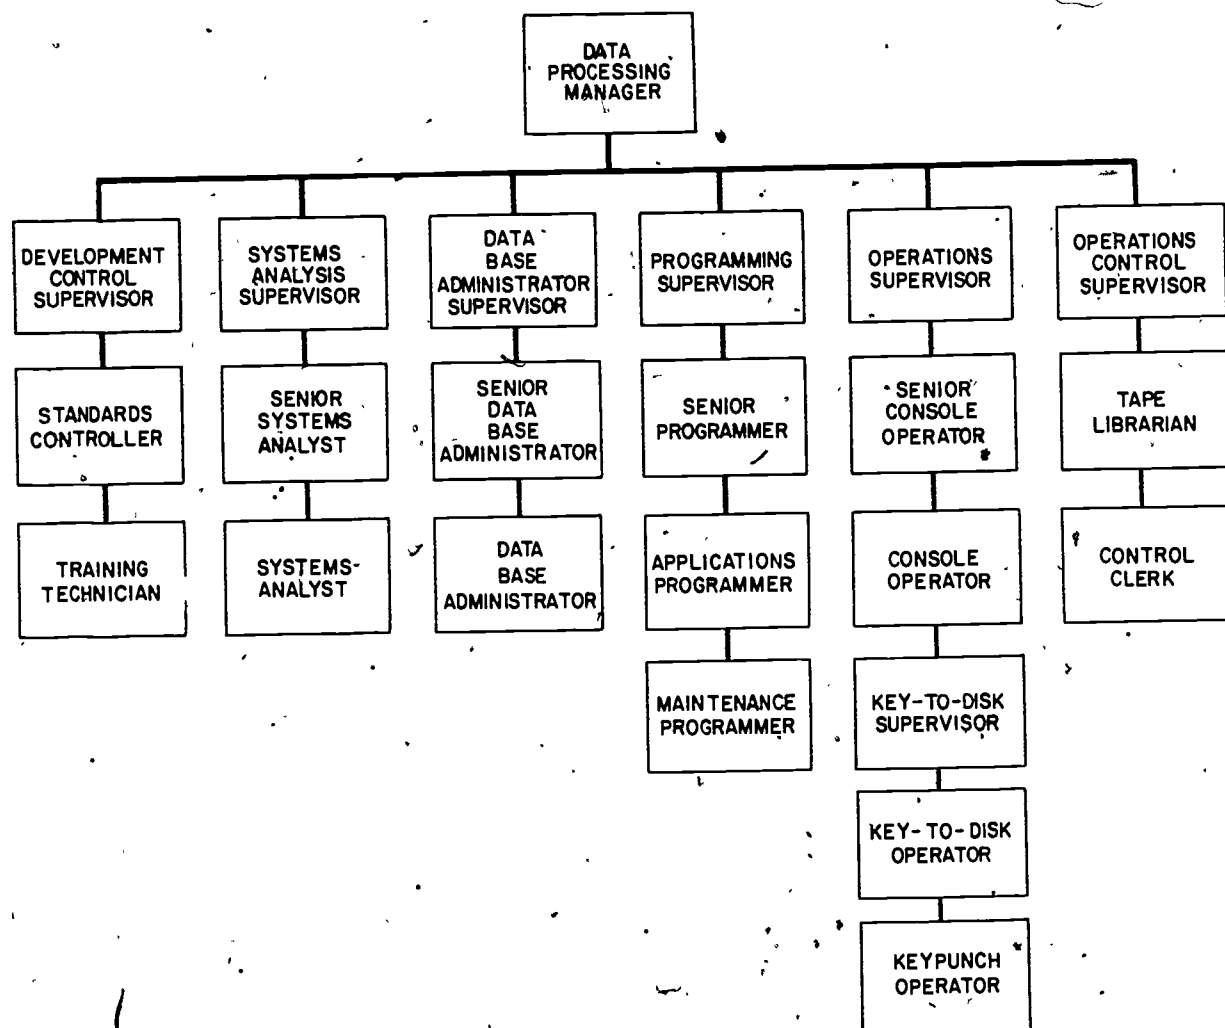 DATA
PROCESSING
MANAGER
DEVELOPMENT
CONTROL
SUPERVISOR
SYSTEMS
ANALYSIS
SUPERVISOR
DATA
BASE
ADMINISTRATOR
SUPERVISOR
PROGRAMMING
SUPERVISOR
OPERATIONS
SUPERVISOR
OPERATIONS
CONTROL
SUPERVISOR
STANDARDS
CONTROLLER
SENIOR
SYSTEMS
ANALYST
SENIOR
DATA
BASE
ADMINISTRATOR
SENIOR
PROGRAMMER
SENIOR
CONSOLE
OPERATOR
TAPE
LIBRARIAN
TRAINING
TECHNICIAN
SYSTEMS-
ANALYST
DATA
BASE
ADMINISTRATOR
APPLICATIONS
PROGRAMMER
CONSOLE
OPERATOR
CONTROL
CLERK
MAINTENANCE
PROGRAMMER
KEY-TO-DISK
SUPERVISOR
KEY-TO-DISK
OPERATOR
KEYPUNCH
OPERATOR